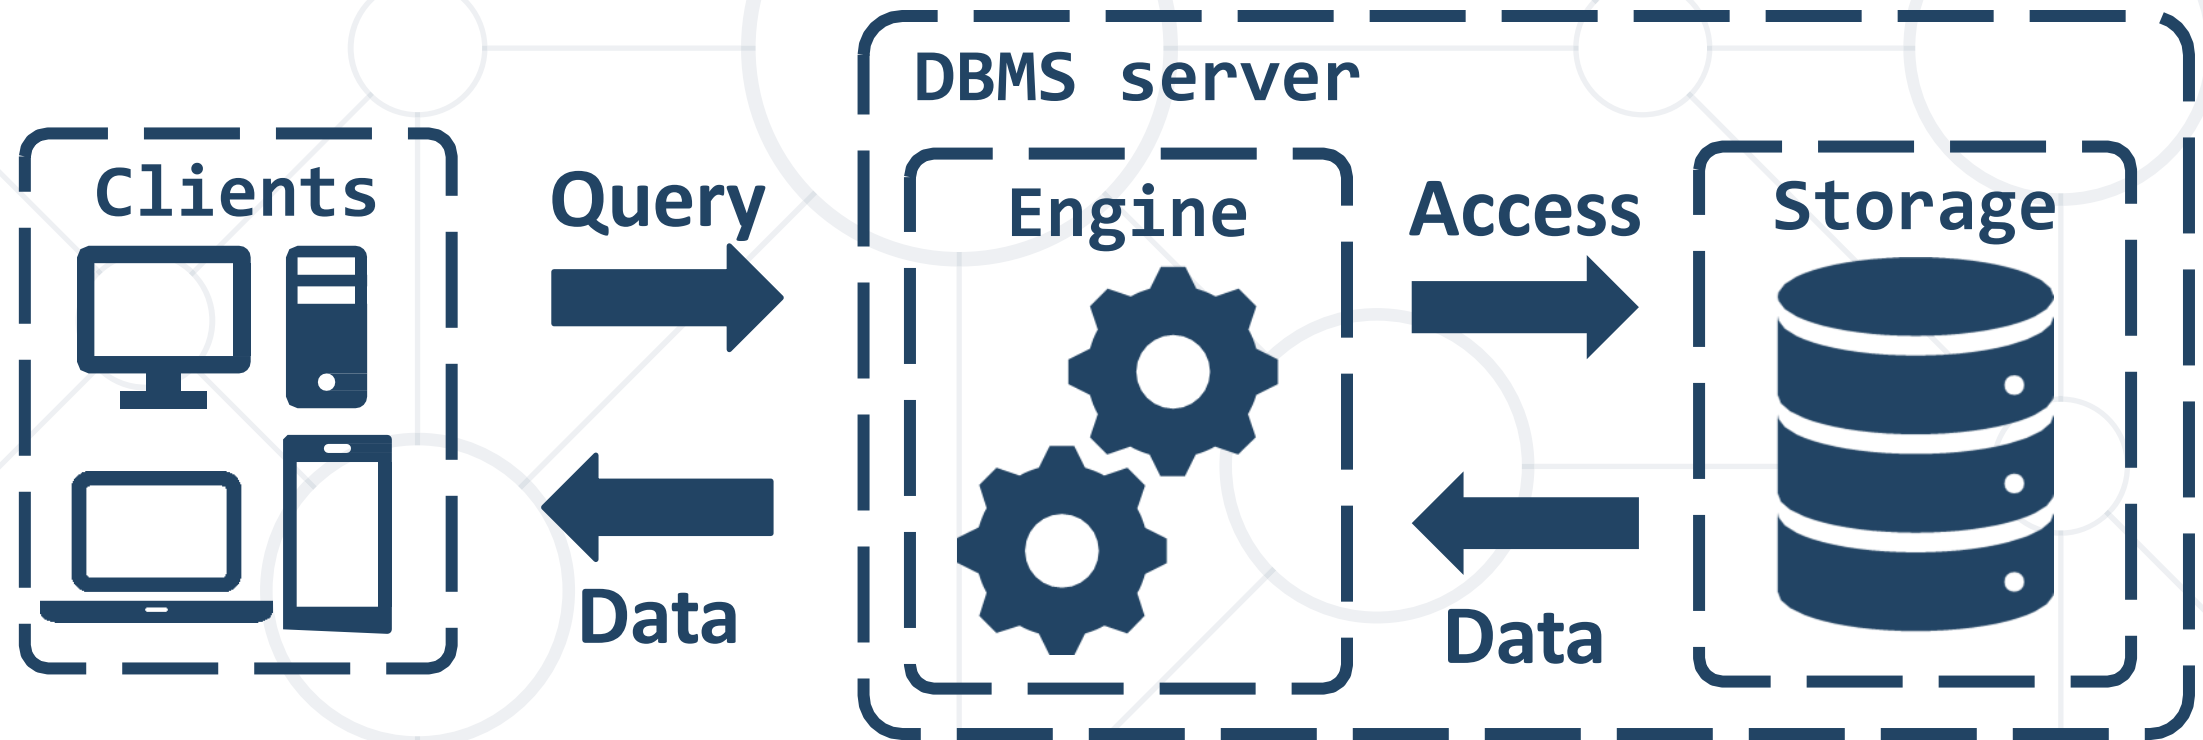 DBMS server
Clients
Query
Data
Engine
Access
Data
Storage